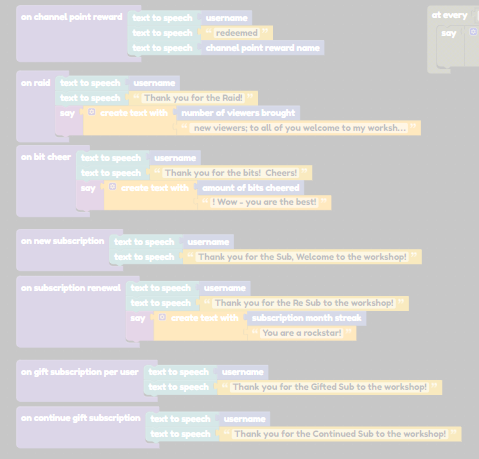 on channel point reward text to speech username
text to speech " redeemed "
text to speech channel point reward name
at every
say
on raid text to speech username
text to speech " Thank you for the Raid! "
say create text with number of viewers brought
" new viewers; to all of you welcome to my worksh... "
on bit cheer text to speech username
text to speech " Thank you for the bits! Cheers! "
say create text with amount of bits cheered
" ! Wow - you are the best! "
on new subscription text to speech username
text to speech " Thank you for the Sub, Welcome to the workshop! "
on subscription renewal text to speech username
text to speech " Thank you for the Re Sub to the workshop! "
say create text with subscription month streak
" You are a rockstar! "
on gift subscription per user text to speech username
text to speech " Thank you for the Gifted Sub to the workshop! "
on continue gift subscription text to speech username
text to speech " Thank you for the Continued Sub to the workshop! "